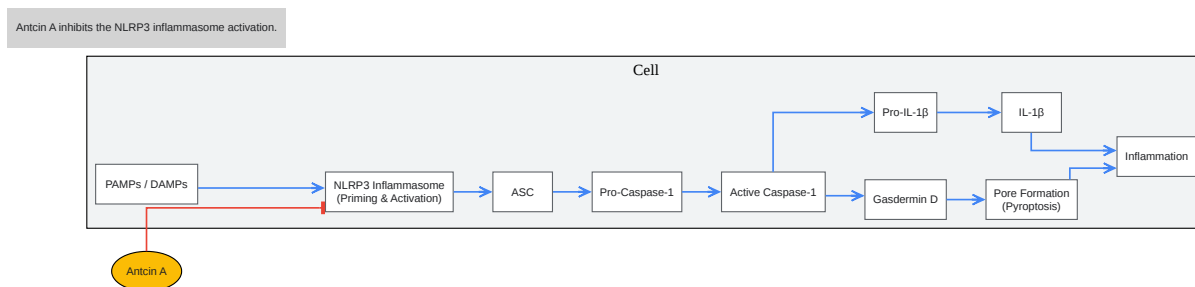 Antcin A inhibits the NLRP3 inflammasome activation.
Cell
Pro-IL-1β
IL-1β
Inflammation
PAMPs / DAMPs
NLRP3 Inflammasome
(Priming & Activation)
ASC
Pro-Caspase-1
Active Caspase-1
Gasdermin D
Pore Formation
(Pyroptosis)
Antcin A